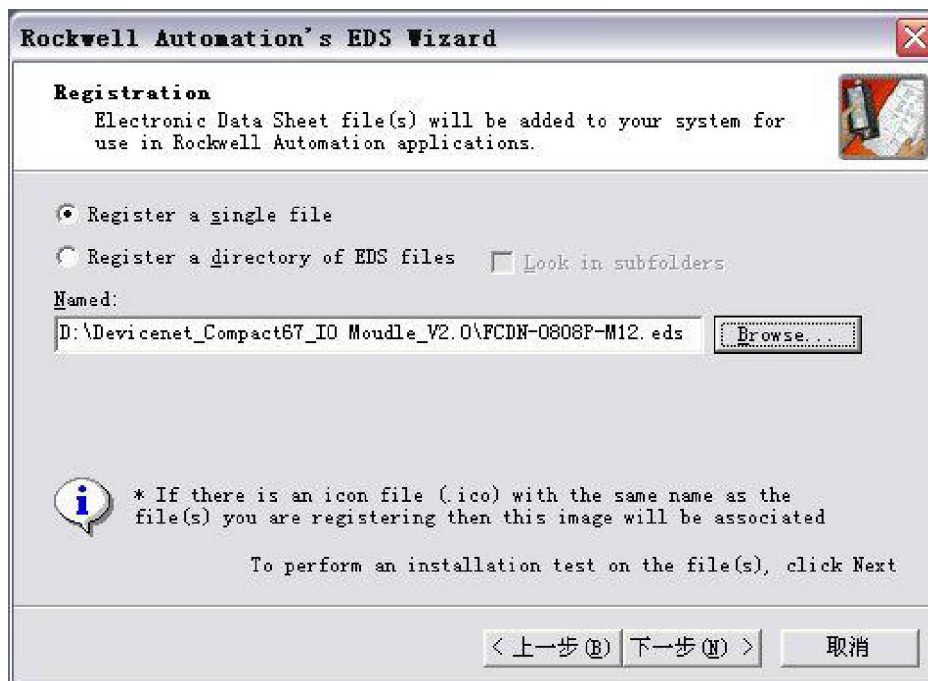 Rockwell Automation's EDS Wizard
Registration
Electronic Data Sheet file(s) will be added to your system for
use in Rockwell Automation applications.
Register a single file
Register a directory of EDS files
Look in subfolders
Named:
D:\Devicenet_Compact67_IO Moudle_V2.0\FCDN-0808P-M12.eds
Browse...
* If there is an icon file (.ico) with the same name as the
file(s) you are registering then this image will be associated
To perform an installation test on the file(s), click Next
< 上一步(B)
下一步(N) >
取消